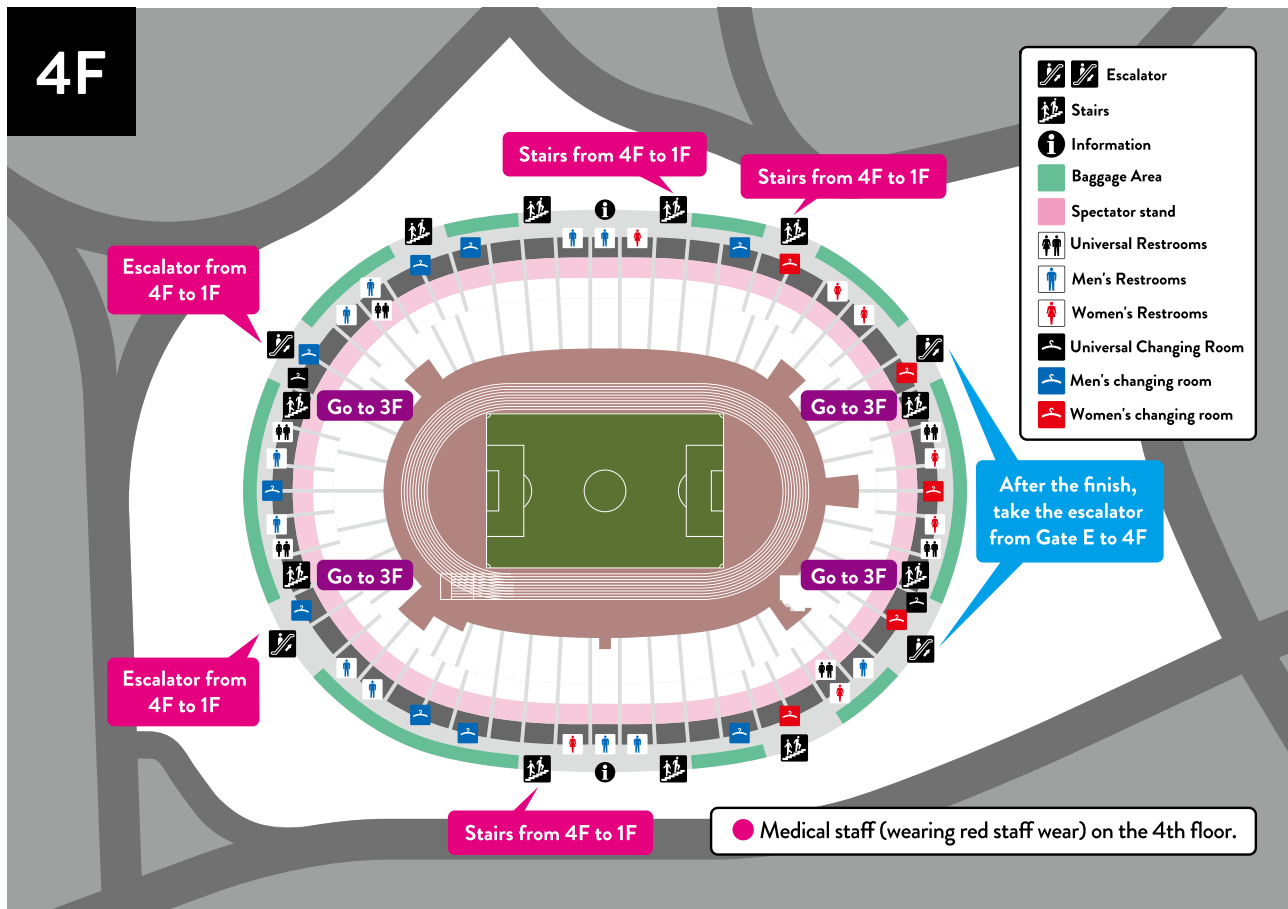 4F
Stairs from 4F to 1F
Stairs from 4F to 1F
Escalator from
4F to 1F
Go to 3F
Go to 3F
Go to 3F
Go to 3F
After the finish,
take the escalator
from Gate E to 4F
Escalator from
4F to 1F
Stairs from 4F to 1F
Escalator
Stairs
Information
Baggage Area
Spectator stand
Universal Restrooms
Men's Restrooms
Women's Restrooms
Universal Changing Room
Men's changing room
Women's changing room
Medical staff (wearing red staff wear) on the 4th floor.